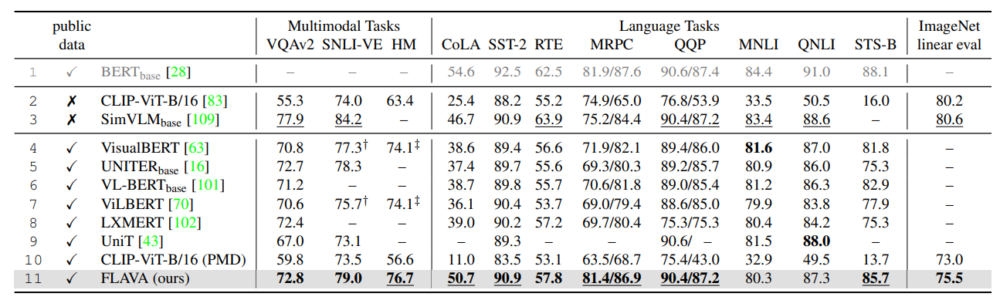 public Multimodal Tasks Language Tasks ImageNet
data VQAv2 SNLI-VE HM CoLA SST-2 RTE MRPC QQP MNLI QNLI STS-B linear eval
1 ✓ BERTbase [28] – – – 54.6 92.5 62.5 81.9/87.6 90.6/87.4 84.4 91.0 88.1 –
2 ✗ CLIP-ViT-B/16 [83] 55.3 74.0 63.4 25.4 88.2 55.2 74.9/65.0 76.8/53.9 33.5 50.5 16.0 80.2
3 ✗ SimVLMbase [109] 77.9 84.2 – 46.7 90.9 63.9 75.2/84.4 90.4/87.2 83.4 88.6 – 80.6
4 ✓ VisualBERT [63] 70.8 77.3† 74.1‡ 38.6 89.4 56.6 71.9/82.1 89.4/86.0 81.6 87.0 81.8 –
5 ✓ UNITERbase [16] 72.7 78.3 – 37.4 89.7 55.6 69.3/80.3 89.2/85.7 80.9 86.0 75.3 –
6 ✓ VL-BERTbase [101] 71.2 – – 38.7 89.8 55.7 70.6/81.8 89.0/85.4 81.2 86.3 82.9 –
7 ✓ ViLBERT [70] 70.6 75.7† 74.1‡ 36.1 90.4 53.7 69.0/79.4 88.6/85.0 79.9 83.8 77.9 –
8 ✓ LXMERT [102] 72.4 – – 39.0 90.2 57.2 69.7/80.4 75.3/75.3 80.4 84.2 75.3 –
9 ✓ UniT [43] 67.0 73.1 – – 89.3 – – 90.6/ – 81.5 88.0 – –
10 ✓ CLIP-ViT-B/16 (PMD) 59.8 73.5 56.6 11.0 83.5 53.1 63.5/68.7 75.4/43.0 32.9 49.5 13.7 73.0
11 ✓ FLAVA (ours) 72.8 79.0 76.7 50.7 90.9 57.8 81.4/86.9 90.4/87.2 80.3 87.3 85.7 75.5